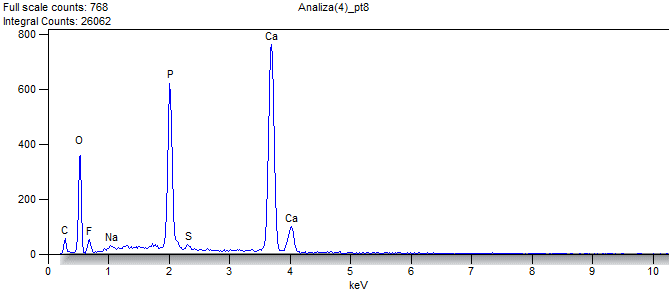 Full scale counts: 768
Analiza(4)_pt8
Integral Counts: 26062
800
Ca
P
600
O
400
200
Ca
C
F
Na
S
0
0 1 2 3 4 5 6 7 8 9 10
keV